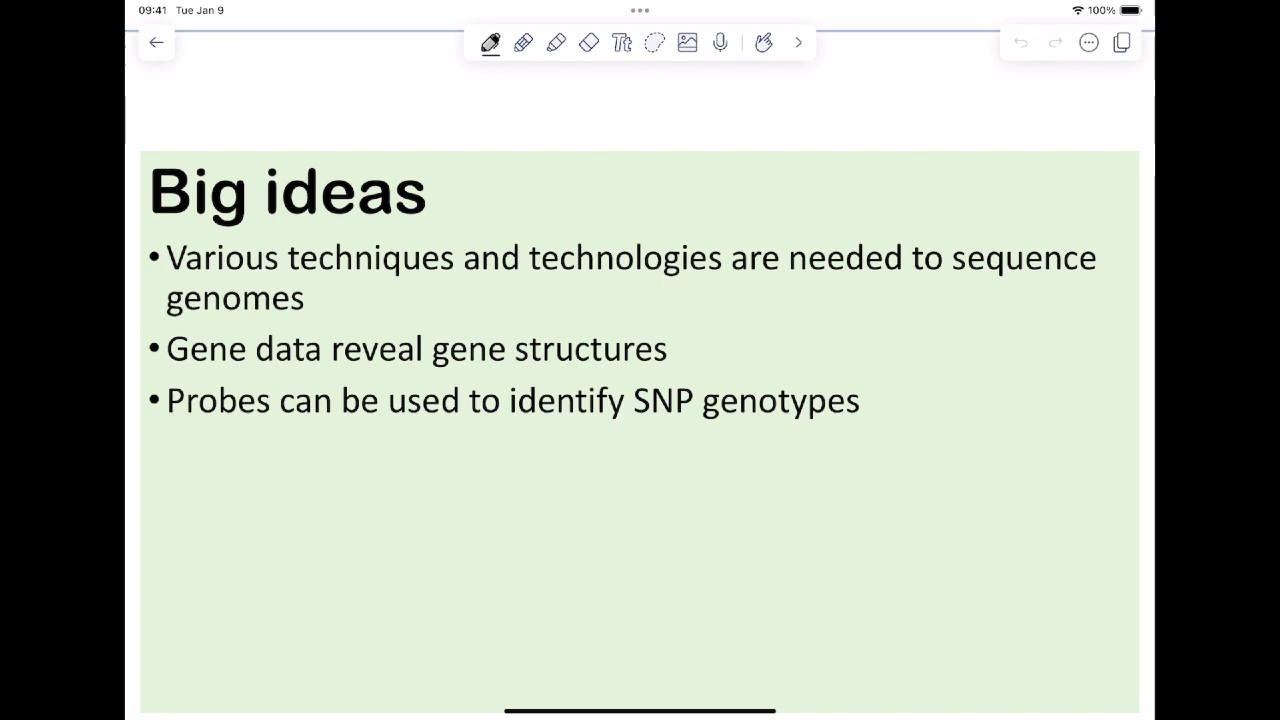 09:41 Tue Jan 9
100%
Tt
Big ideas
• Various techniques and technologies are needed to sequence
genomes
• Gene data reveal gene structures
• Probes can be used to identify SNP genotypes